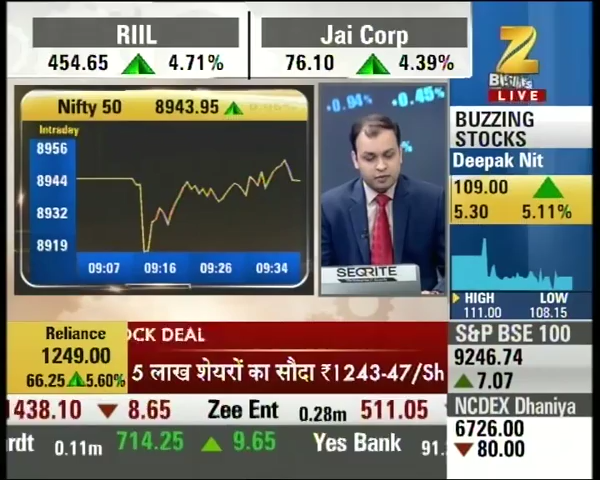 RIIL
454.65 4.71%
Jai Corp
76.10 4.39%
LIVE
Nifty 50 8943.95
Intraday
8956
8944
8932
8919
09:07 09:16 09:26 09:34
+0.45%
SEQRITE
BUZZING
STOCKS
Deepak Nit
109.00
5.30 5.11%
HIGH LOW
111.00 108.15
Reliance
1249.00
66.25 5.60%
OCK DEAL
5 लाख शेयरों का सौदा ₹1243-47/Sh
S&P BSE 100
9246.74
7.07
NCDEX Dhaniya
6726.00
80.00
1438.10 8.65 Zee Ent 0.28m 511.05
rdt 0.11m 714.25 9.65 Yes Bank 91.